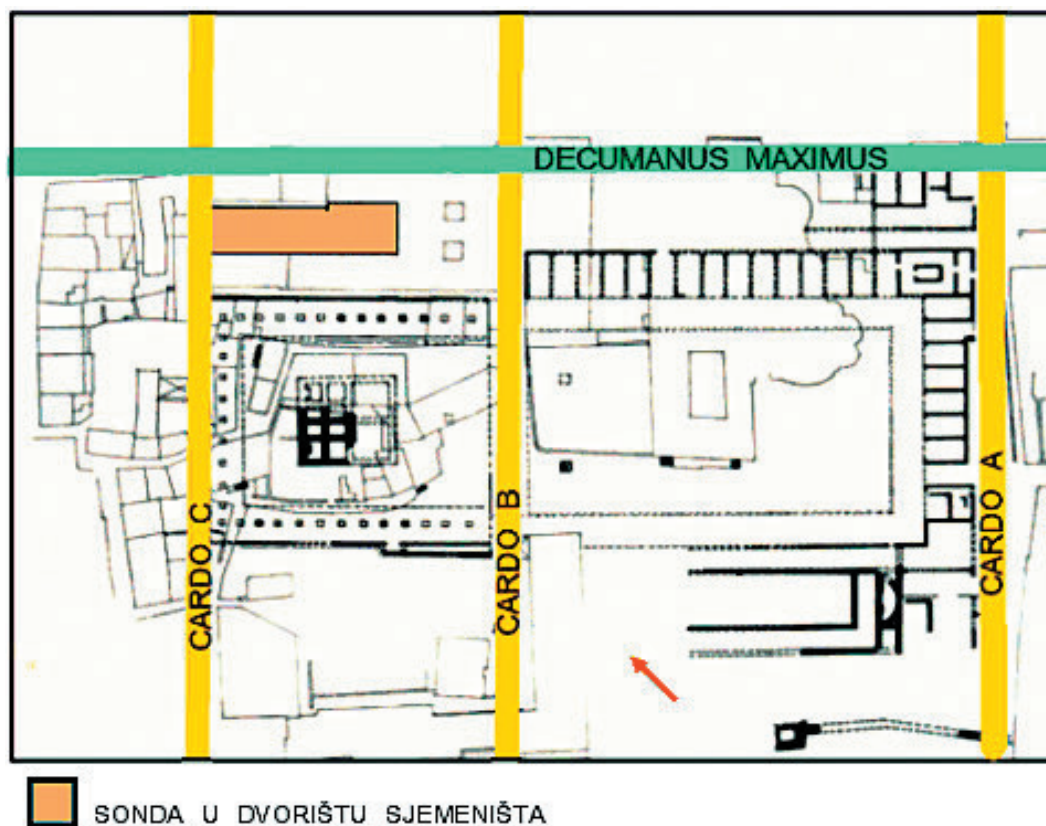 DECUMANUS MAXIMUS
CARDO C
CARDO B
CARDO A
SONDA U DVORIŠTU SJEMENIŠTA